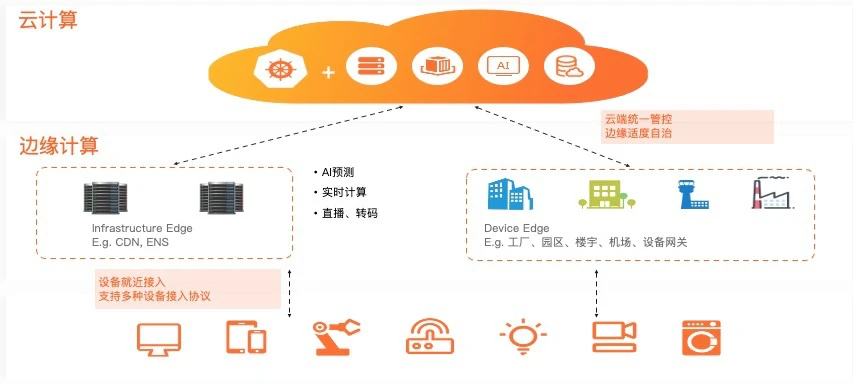 云计算
+
AI
云端统一管控
边缘适度自治
边缘计算
• AI预测
• 实时计算
• 直播、转码
Infrastructure Edge
E.g. CDN, ENS
Device Edge
E.g. 工厂、园区、楼宇、机场、设备网关
设备就近接入
支持多种设备接入协议